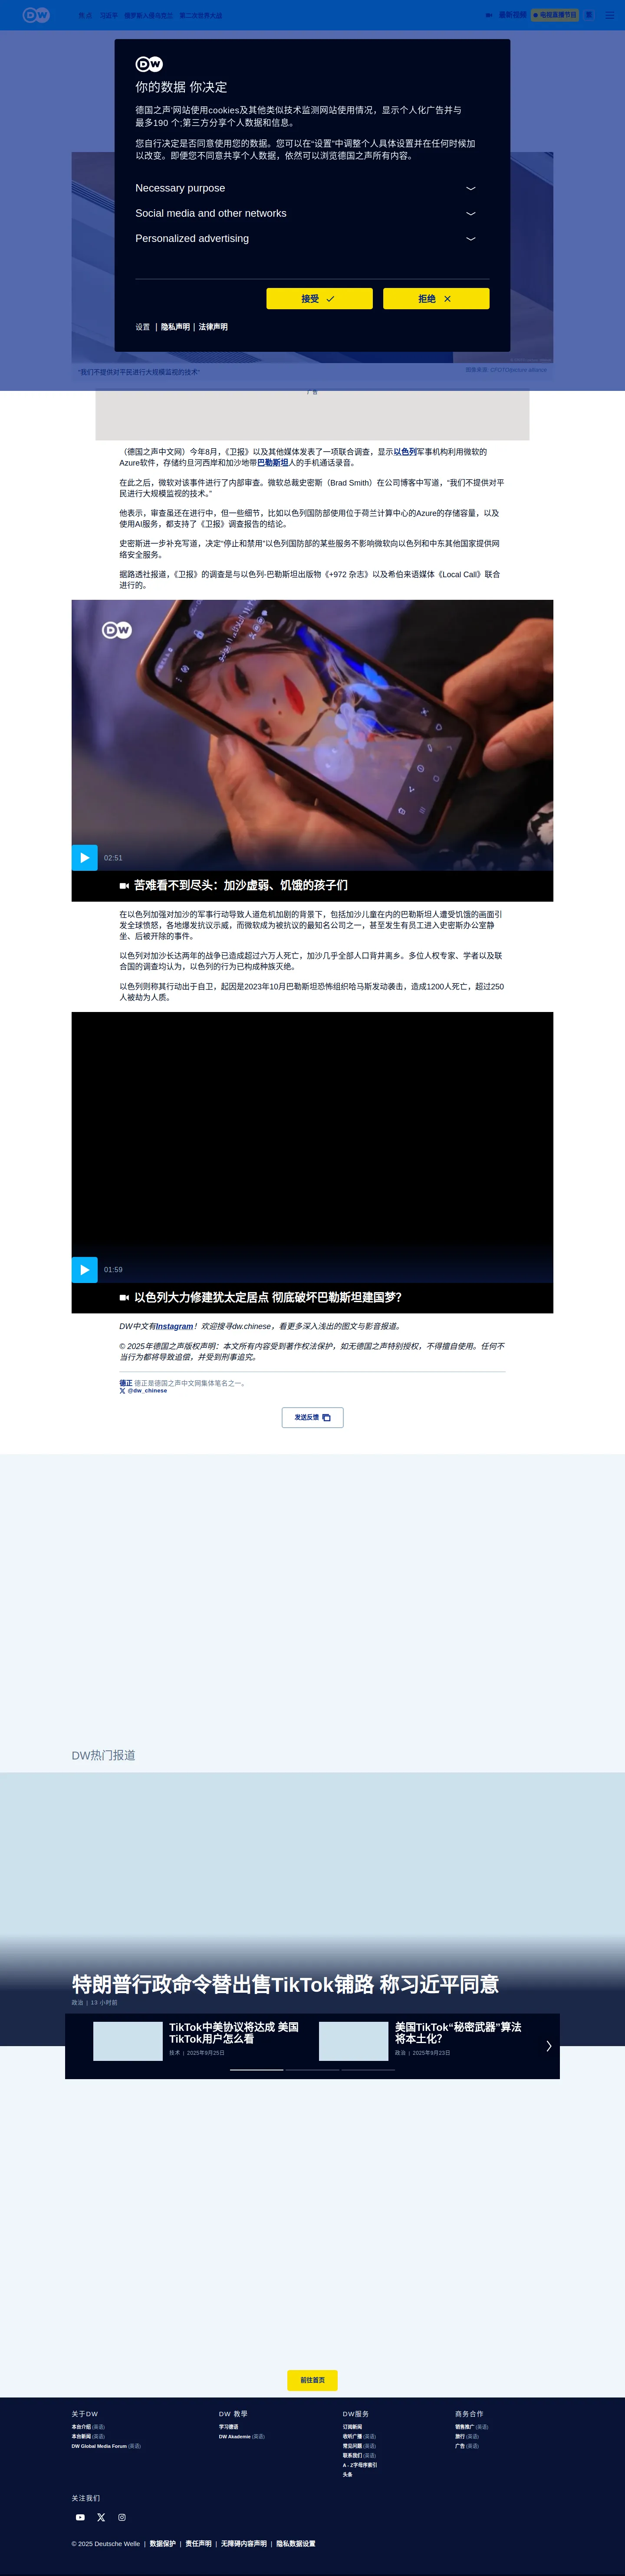 DW
焦 点
习近平
俄罗斯入侵乌克兰
第二次世界大战
最新视频
电视直播节目
DW
你的数据 你决定
德国之声'网站使用cookies及其他类似技术监测网站使用情况，显示个人化广告并与
最多190 个;第三方分享个人数据和信息。
您自行决定是否同意使用您的数据。您可以在“设置”中调整个人具体设置并在任何时候加
以改变。即便您不同意共享个人数据，依然可以浏览德国之声所有内容。
Necessary purpose
Social media and other networks
Personalized advertising
接受
拒绝
设置 | 隐私声明 | 法律声明
"我们不提供对平民进行大规模监视的技术"
图像来源: CFOTO/picture alliance
广告
（德国之声中文网）今年8月，《卫报》以及其他媒体发表了一项联合调查，显示以色列军事机构利用微软的
Azure软件，存储约旦河西岸和加沙地带巴勒斯坦人的手机通话录音。
在此之后，微软对该事件进行了内部审查。微软总裁史密斯（Brad Smith）在公司博客中写道，“我们不提供对平
民进行大规模监视的技术。”
他表示，审查虽还在进行中，但一些细节，比如以色列国防部使用位于荷兰计算中心的Azure的存储容量，以及
使用AI服务，都支持了《卫报》调查报告的结论。
史密斯进一步补充写道，决定“停止和禁用”以色列国防部的某些服务不影响微软向以色列和中东其他国家提供网
络安全服务。
据路透社报道，《卫报》的调查是与以色列-巴勒斯坦出版物《+972 杂志》以及希伯来语媒体《Local Call》联合
进行的。
DW
02:51
苦难看不到尽头：加沙虚弱、饥饿的孩子们
在以色列加强对加沙的军事行动导致人道危机加剧的背景下，包括加沙儿童在内的巴勒斯坦人遭受饥饿的画面引
发全球愤怒，各地爆发抗议示威，而微软成为被抗议的最知名公司之一，甚至发生有员工进入史密斯办公室静
坐、后被开除的事件。
以色列对加沙长达两年的战争已造成超过六万人死亡，加沙几乎全部人口背井离乡。多位人权专家、学者以及联
合国的调查均认为，以色列的行为已构成种族灭绝。
以色列则称其行动出于自卫，起因是2023年10月巴勒斯坦恐怖组织哈马斯发动袭击，造成1200人死亡，超过250
人被劫为人质。
01:59
以色列大力修建犹太定居点 彻底破坏巴勒斯坦建国梦？
DW中文有Instagram！欢迎搜寻dw.chinese，看更多深入浅出的图文与影音报道。
© 2025年德国之声版权声明：本文所有内容受到著作权法保护，如无德国之声特别授权，不得擅自使用。任何不
当行为都将导致追偿，并受到刑事追究。
德正 德正是德国之声中文网集体笔名之一。
@dw_chinese
发送反馈
DW热门报道
特朗普行政命令替出售TikTok铺路 称习近平同意
政治 | 13 小时前
TikTok中美协议将达成 美国
TikTok用户怎么看
技术 | 2025年9月25日
美国TikTok“秘密武器”算法
将本土化？
政治 | 2025年9月23日
前往首页
关于DW
本台介绍 (英语)
本台新闻 (英语)
DW Global Media Forum (英语)
DW 教學
学习德语
DW Akademie (英语)
DW服务
订阅新闻
收听广播 (英语)
常见问题 (英语)
联系我们 (英语)
A - Z字母序索引
头条
商务合作
销售推广 (英语)
旅行 (英语)
广告 (英语)
关注我们
© 2025 Deutsche Welle | 数据保护 | 责任声明 | 无障碍内容声明 | 隐私数据设置